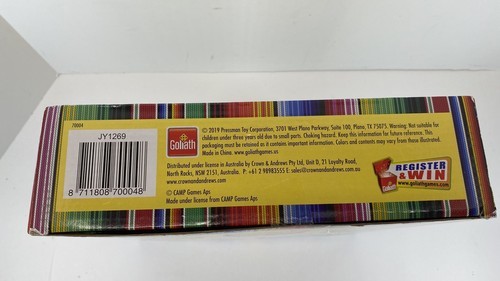 70004
JY1269
8 711808 700048
Goliath
© 2019 Pressman Toy Corporation, 3701 West Plano Parkway, Suite 100, Plano, TX 75075. Warning: Not suitable for
children under three years old due to small parts. Choking hazard. Keep this information for future reference. This
packaging must be retained as it contains important information. Colors and contents may vary from those illustrated.
Made in China. www.goliathgames.us
Distributed under license in Australia by Crown & Andrews Pty Ltd, Unit D, 21 Loyalty Road,
North Rocks, NSW 2151, Australia. P: +61 2 98983555 E: sales@crownandandrews.com
www.crownandandrews.com
© CAMP Games Aps
Made under license from CAMP Games Aps
REGISTER
& WIN
goliathgames.com
Goliath